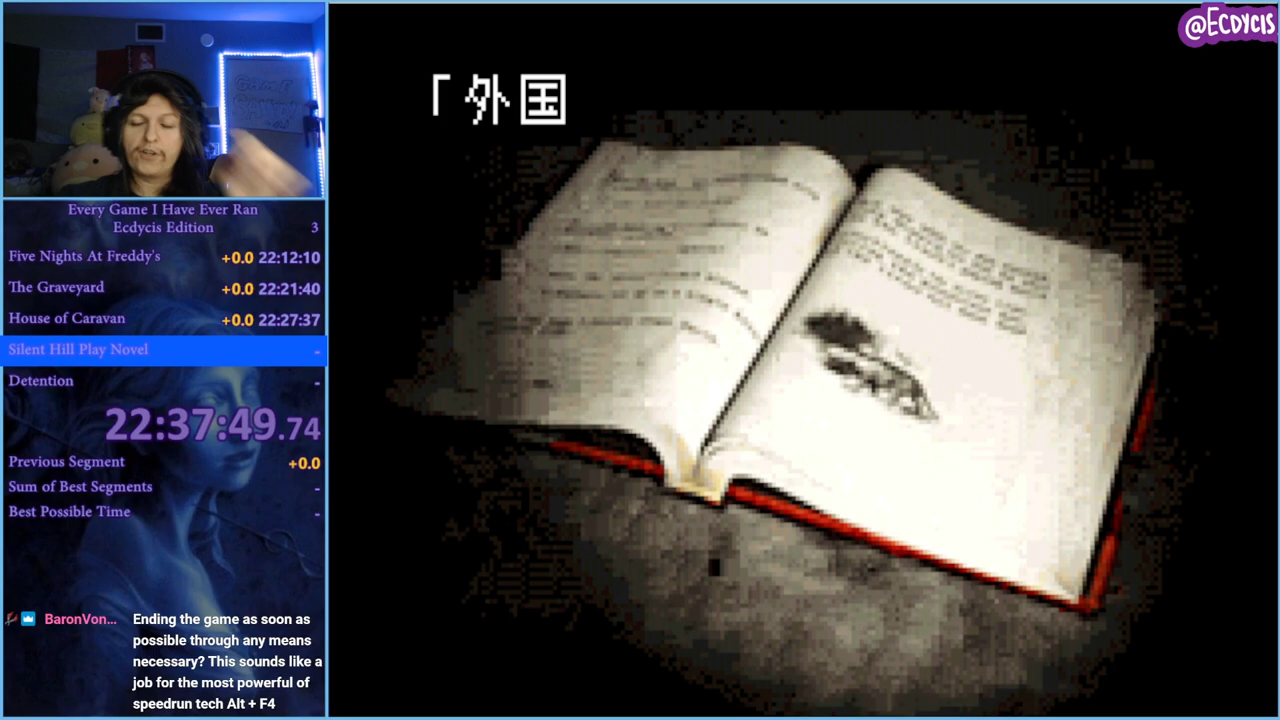 @ECDYCIS
「外国
Every Game I Have Ever Ran
Ecdycis Edition 3
Five Nights At Freddy's +0.0 22:12:10
The Graveyard +0.0 22:21:40
House of Caravan +0.0 22:27:37
Silent Hill Play Novel -
Detention -
22:37:49.74
Previous Segment +0.0
Sum of Best Segments -
Best Possible Time -
BaronVon... Ending the game as soon as
possible through any means
necessary? This sounds like a
job for the most powerful of
speedrun tech Alt + F4